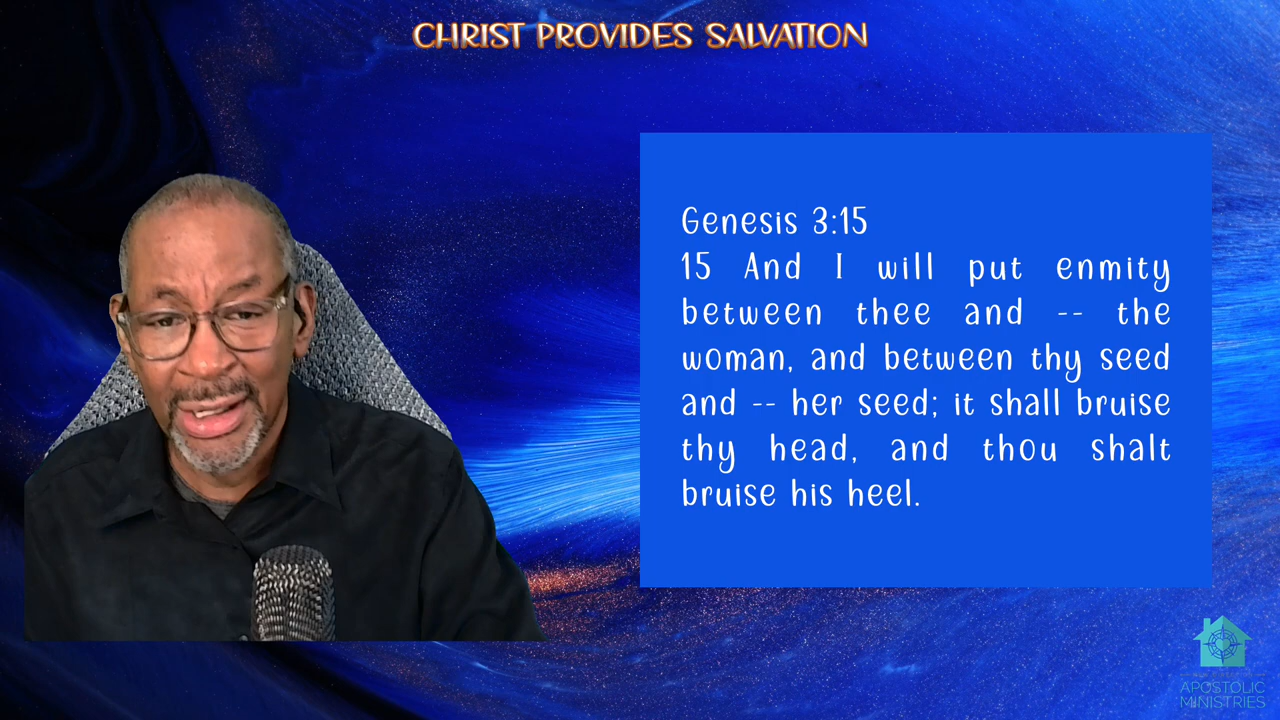 CHRIST PROVIDES SALVATION
Genesis 3:15
15 And I will put enmity
between thee and -- the
woman, and between thy seed
and -- her seed; it shall bruise
thy head, and thou shalt
bruise his heel.
APOSTOLIC
MINISTRIES